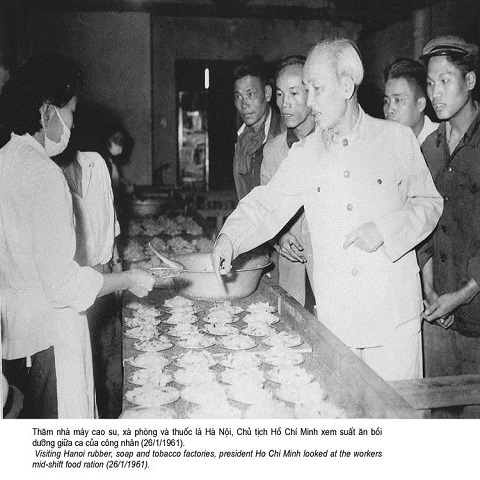 Thăm nhà máy cao su, xà phòng và thuốc lá Hà Nội, Chủ tịch Hồ Chí Minh xem suất ăn bồi
dưỡng giữa ca của công nhân (26/1/1961).
Visiting Hanoi rubber, soap and tobacco factories, president Ho Chi Minh looked at the workers
mid-shift food ration (26/1/1961).